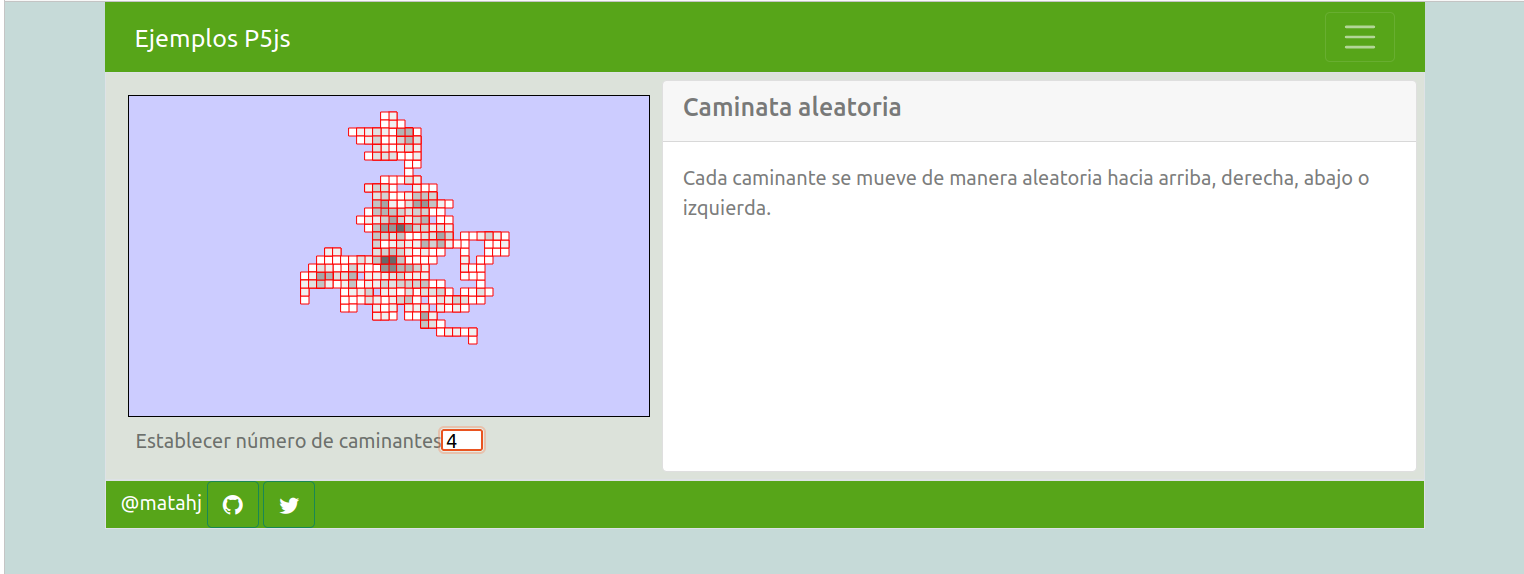 Ejemplos P5js
Caminata aleatoria
Cada caminante se mueve de manera aleatoria hacia arriba, derecha, abajo o
izquierda.
Establecer número de caminantes 4
@matahj